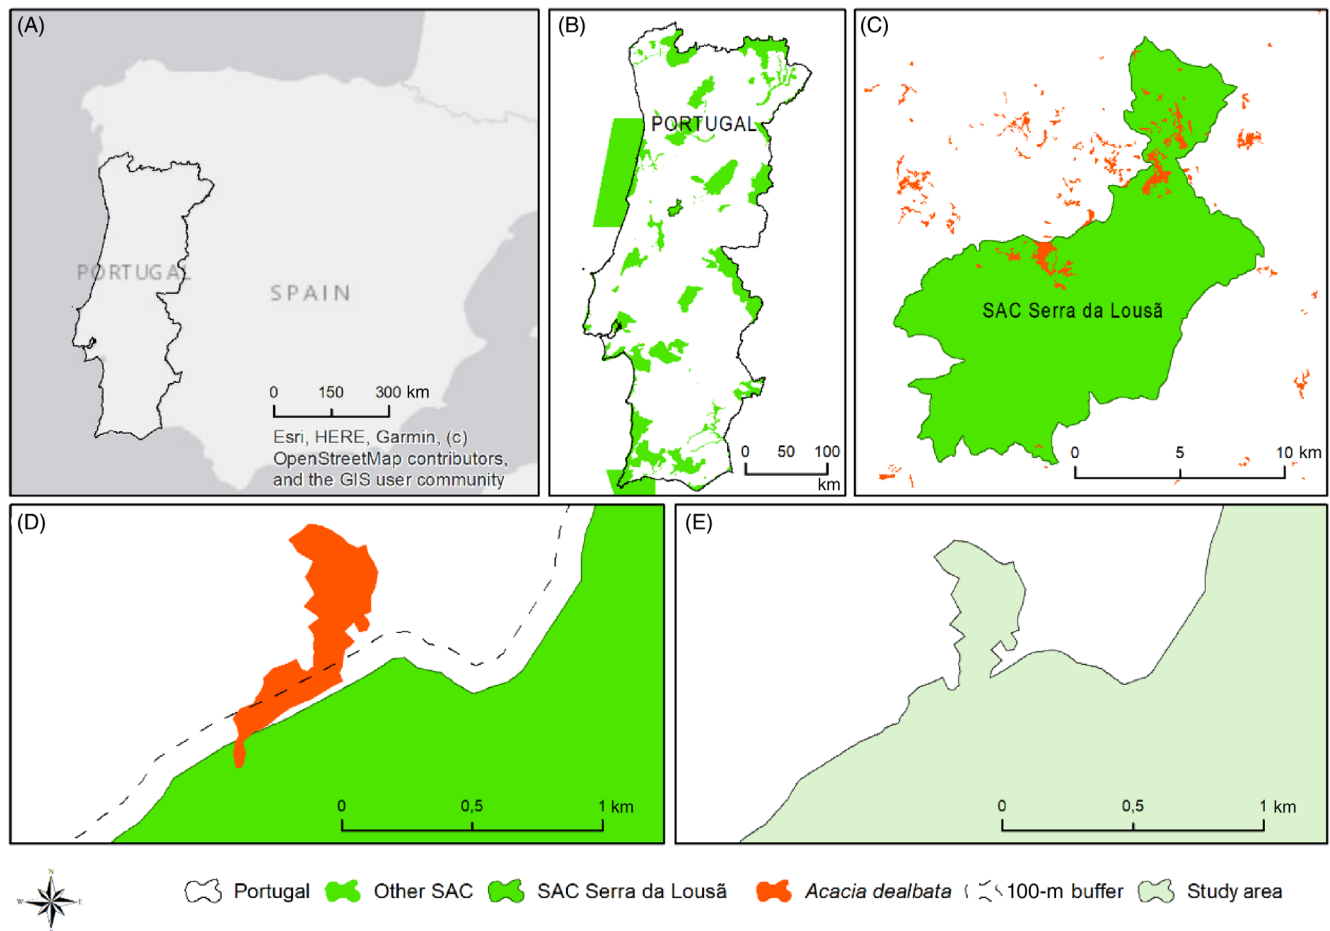 (A)
PORTUGAL
SPAIN
0 150 300 km
Esri, HERE, Garmin, (c)
OpenStreetMap contributors,
and the GIS user community
(B)
PORTUGAL
0 50 100
km
(C)
SAC Serra da Lousã
0 5 10 km
(D)
0 0,5 1 km
(E)
0 0,5 1 km
N
W E
Portugal Other SAC SAC Serra da Lousã Acacia dealbata 100-m buffer Study area